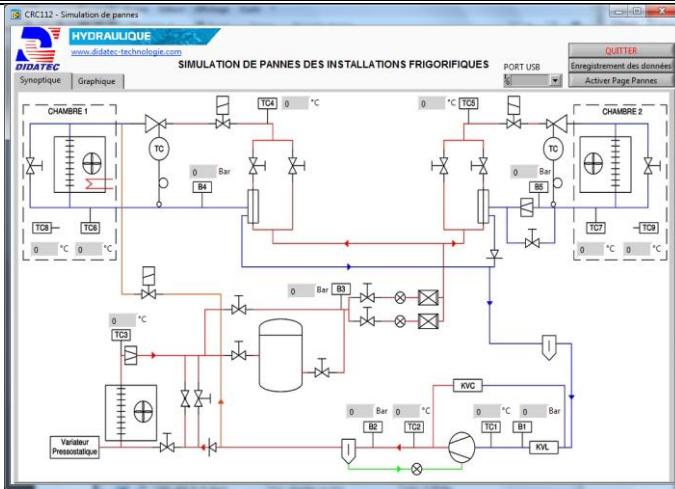 CRC112 - Simulation de pannes
HYDRAULIQUE
www.didatec-technologie.com
DIDATEC
SIMULATION DE PANNES DES INSTALLATIONS FRIGORIFIQUES
PORT USB
QUITTER
Enregistrement des données
Activer Page Pannes
Synoptique
Graphique
CHAMBRE 1
TC4 0 °C
TC5 0 °C
CHAMBRE 2
TC
TC
0 Bar
B4
0 Bar
B5
TC8
TC6
0 °C
0 °C
TC7
TC9
0 °C
0 °C
0 Bar B3
0 °C
TC3
KVC
0 Bar
0 °C
0 °C
0 Bar
B2
TC2
TC1
B1
KVL
Variateur
Pressostatique